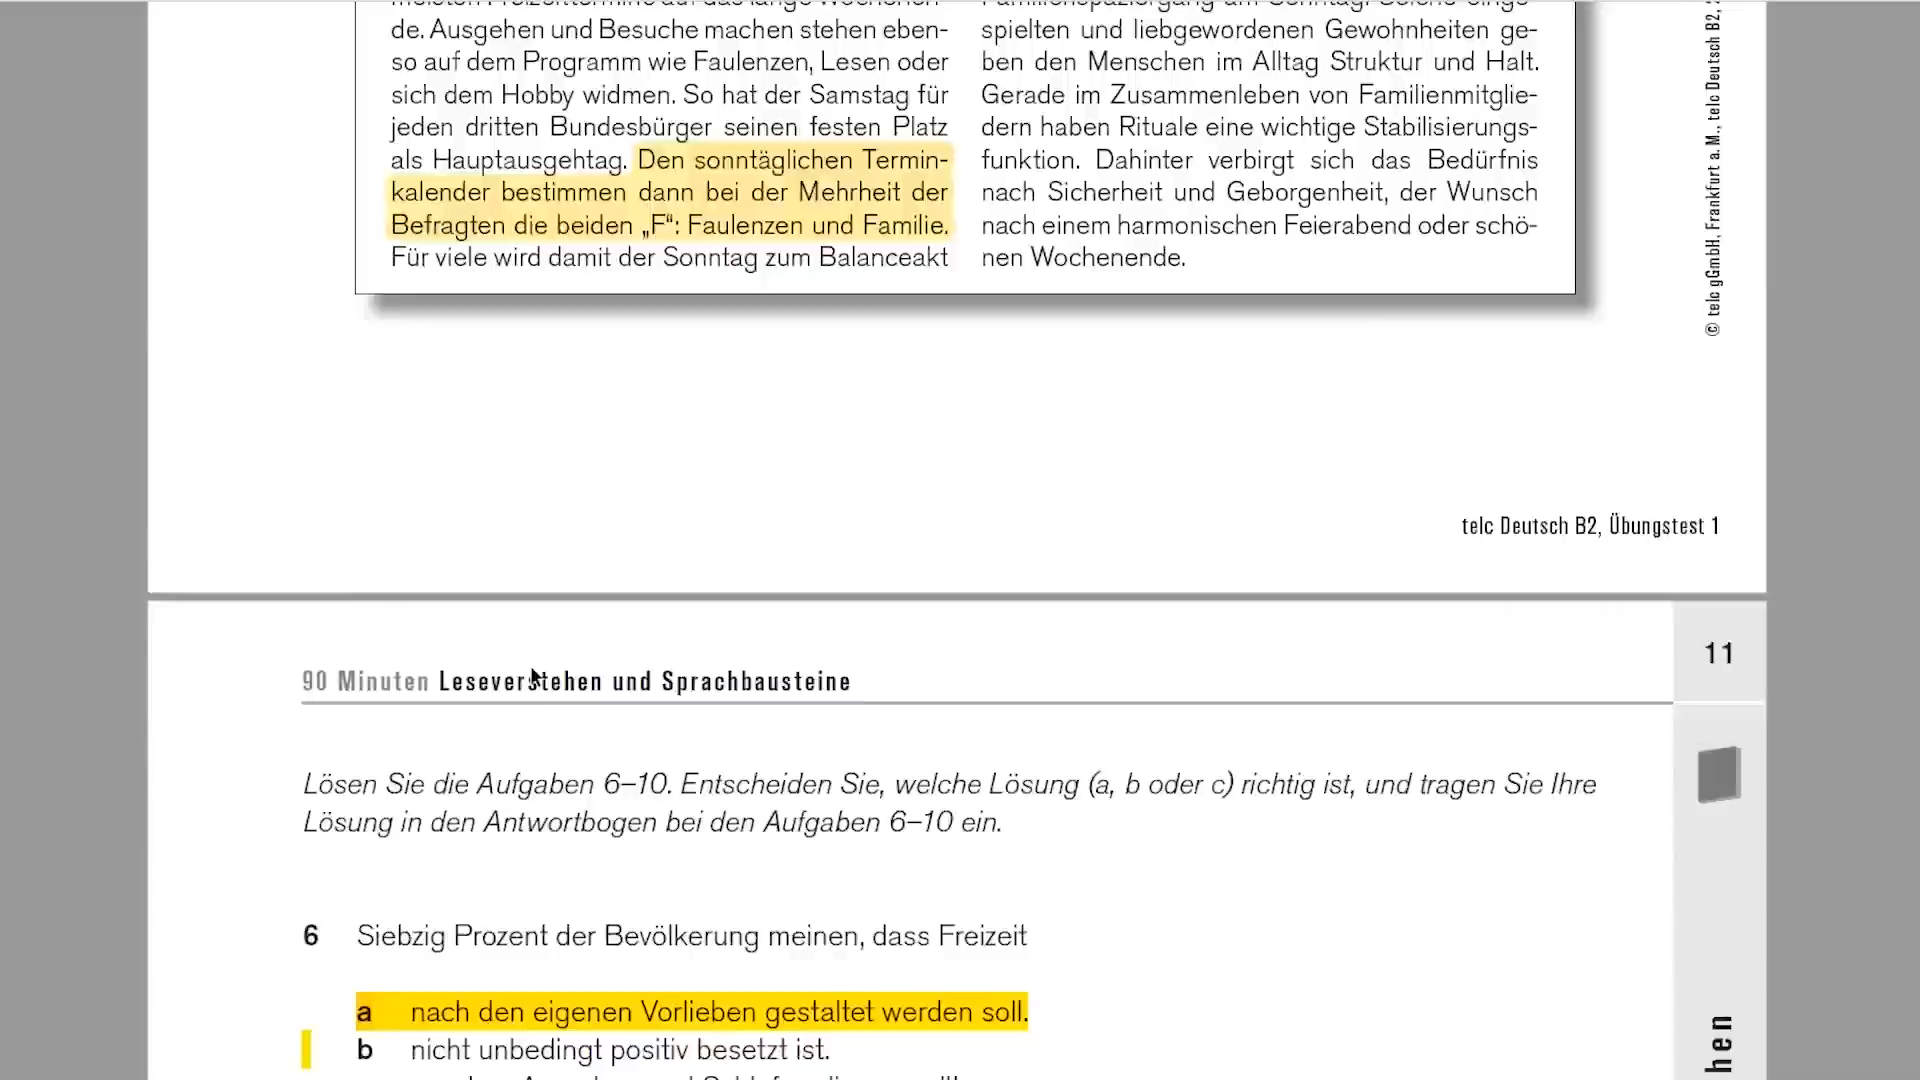 de. Ausgehen und Besuche machen stehen eben-
so auf dem Programm wie Faulenzen, Lesen oder
sich dem Hobby widmen. So hat der Samstag für
jeden dritten Bundesbürger seinen festen Platz
als Hauptausgehtag. Den sonntäglichen Termin-
kalender bestimmen dann bei der Mehrheit der
Befragten die beiden „F“: Faulenzen und Familie.
Für viele wird damit der Sonntag zum Balanceakt
Familienspaziergang am Sonntag. Solche einge-
spielten und liebgewordenen Gewohnheiten ge-
ben den Menschen im Alltag Struktur und Halt.
Gerade im Zusammenleben von Familienmitglie-
dern haben Rituale eine wichtige Stabilisierungs-
funktion. Dahinter verbirgt sich das Bedürfnis
nach Sicherheit und Geborgenheit, der Wunsch
nach einem harmonischen Feierabend oder schö-
nen Wochenende.
© telc gGmbH, Frankfurt a. M., telc Deutsch B2,
telc Deutsch B2, Übungstest 1
90 Minuten Leseverstehen und Sprachbausteine
11
Lösen Sie die Aufgaben 6–10. Entscheiden Sie, welche Lösung (a, b oder c) richtig ist, und tragen Sie Ihre
Lösung in den Antwortbogen bei den Aufgaben 6–10 ein.
6 Siebzig Prozent der Bevölkerung meinen, dass Freizeit
a nach den eigenen Vorlieben gestaltet werden soll.
b nicht unbedingt positiv besetzt ist.
hen